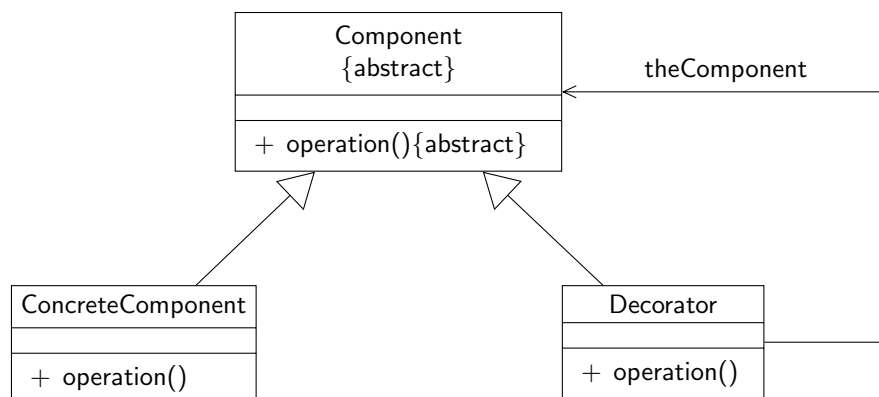 Component
{abstract}
theComponent
+ operation(){abstract}
ConcreteComponent
+ operation()
Decorator
+ operation()